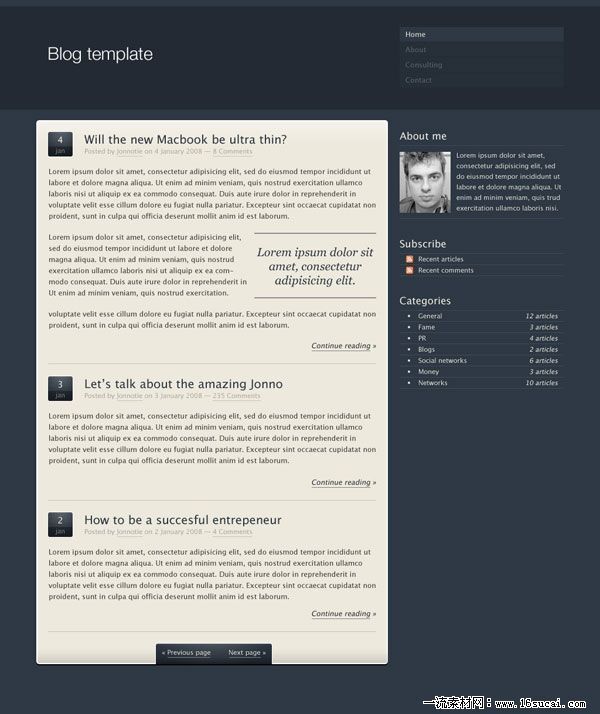 Blog template
Home
About
Consulting
Contact
4
jan
Will the new Macbook be ultra thin?
Posted by Jonnotie on 4 January 2008 — 8 Comments
Lorem ipsum dolor sit amet, consectetur adipisicing elit, sed do eiusmod tempor incididunt ut
labore et dolore magna aliqua. Ut enim ad minim veniam, quis nostrud exercitation ullamco
laboris nisi ut aliquip ex ea commodo consequat. Duis aute irure dolor in reprehenderit in
voluptate velit esse cillum dolore eu fugiat nulla pariatur. Excepteur sint occaecat cupidatat non
proident, sunt in culpa qui officia deserunt mollit anim id est laborum.
Lorem ipsum dolor sit amet, consectetur adipisicing elit,
sed do eiusmod tempor incididunt ut labore et dolore
magna aliqua. Ut enim ad minim veniam, quis nostrud
exercitation ullamco laboris nisi ut aliquip ex ea com-
modo consequat. Duis aute irure dolor in reprehenderit
Ut enim ad minim veniam, quis nostrud exercitation.
Lorem ipsum dolor sit
amet, consectetur
adipisicing elit.
voluptate velit esse cillum dolore eu fugiat nulla pariatur. Excepteur sint occaecat cupidatat non
proident, sunt in culpa qui officia deserunt mollit anim id est laborum.
Continue reading »
3
jan
Let's talk about the amazing Jonno
Posted by Jonnotie on 3 January 2008 — 235 Comments
Lorem ipsum dolor sit amet, consectetur adipisicing elit, sed do eiusmod tempor incididunt ut
labore et dolore magna aliqua. Ut enim ad minim veniam, quis nostrud exercitation ullamco
laboris nisi ut aliquip ex ea commodo consequat. Duis aute irure dolor in reprehenderit in
voluptate velit esse cillum dolore eu fugiat nulla pariatur.
Excepteur sint occaecat cupidatat non proident, sunt in culpa qui officia deserunt mollit anim id est laborum.
Continue reading »
2
jan
How to be a succesful entrepeneur
Posted by Jonnotie on 2 January 2008 — 4 Comments
Lorem ipsum dolor sit amet, consectetur adipisicing elit, sed do eiusmod tempor incididunt ut
labore et dolore magna aliqua. Ut enim ad minim veniam, quis nostrud exercitation ullamco
laboris nisi ut aliquip ex ea commodo consequat. Duis aute irure dolor in reprehenderit in
voluptate velit esse cillum dolore eu fugiat nulla pariatur. Excepteur sint occaecat cupidatat non
proident, sunt in culpa qui officia deserunt mollit anim id est laborum.
Continue reading »
« Previous page Next page »
About me
Lorem ipsum dolor sit amet,
consectetur adipisicing elit, sed do
eiusmod tempor incididunt ut
labore et dolore magna aliqua. Ut
enim ad minim veniam, quis nostrud
exercitation ullamco laboris nisi.
Subscribe
Recent articles
Recent comments
Categories
• General 12 articles
• Fame 3 articles
• PR 4 articles
• Blogs 2 articles
• Social networks 6 articles
• Money 3 articles
• Networks 10 articles
一流素材网：www.16sucai.com